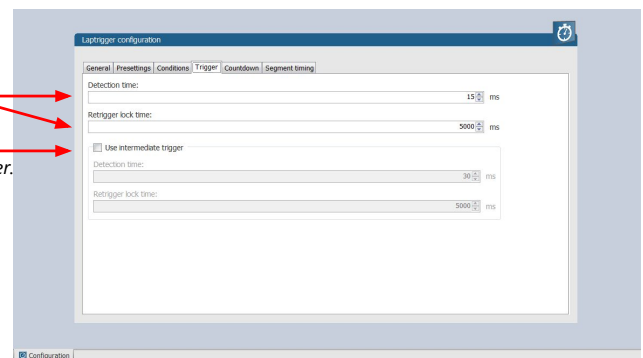 Laptrigger configuration
General Presettings Conditions Trigger Countdown Segment timing
Detection time:
15 ms
Retrigger lock time:
5000 ms
Use intermediate trigger
er.
Detection time:
30 ms
Retrigger lock time:
5000 ms
Configuration